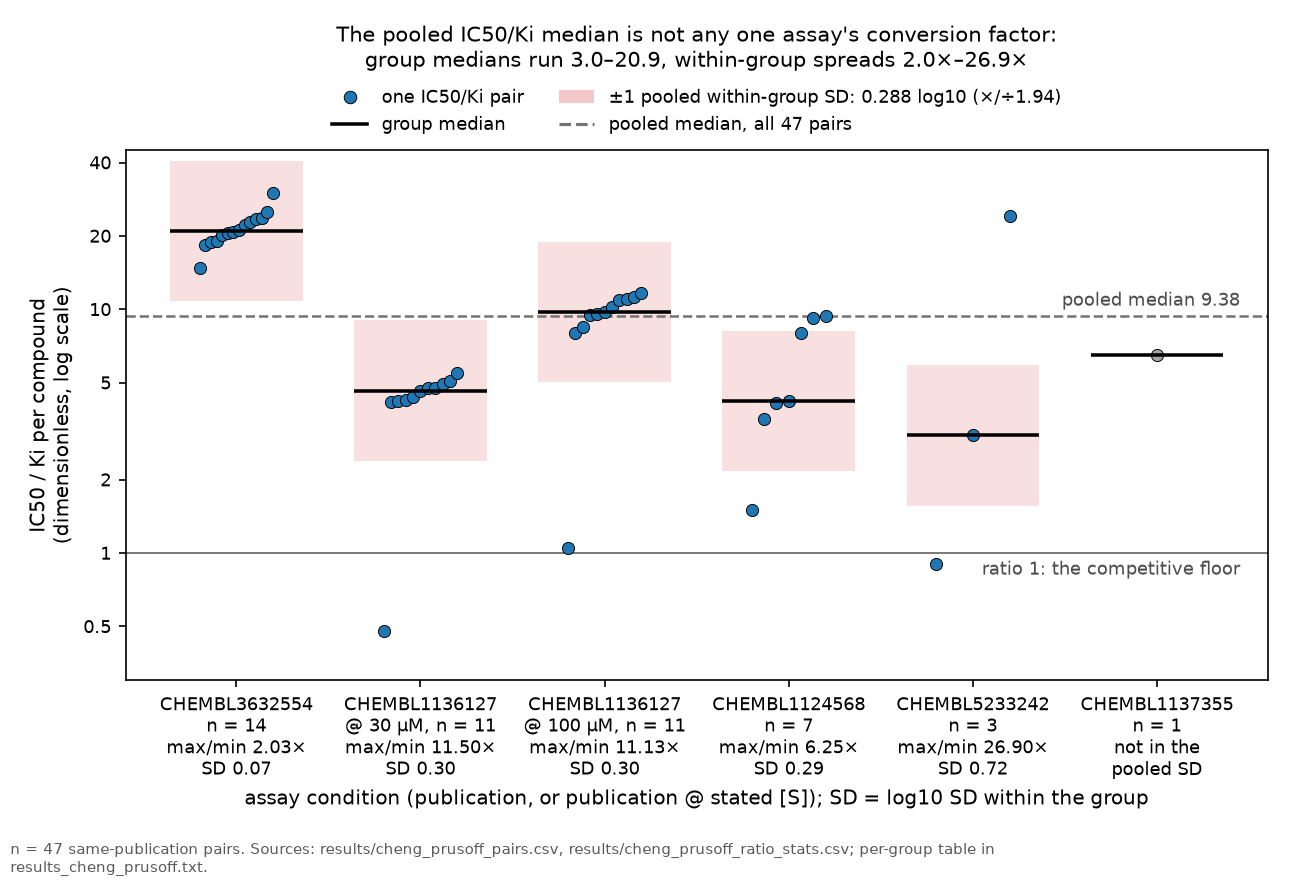 The pooled IC50/Ki median is not any one assay's conversion factor:
group medians run 3.0–20.9, within-group spreads 2.0×–26.9×
one IC50/Ki pair
group median
±1 pooled within-group SD: 0.288 log10 (×/÷1.94)
pooled median, all 47 pairs
IC50 / Ki per compound
(dimensionless, log scale)
40
20
10
5
2
1
0.5
pooled median 9.38
ratio 1: the competitive floor
CHEMBL3632554
n = 14
max/min 2.03×
SD 0.07
CHEMBL1136127
@ 30 µM, n = 11
max/min 11.50×
SD 0.30
CHEMBL1136127
@ 100 µM, n = 11
max/min 11.13×
SD 0.30
CHEMBL1124568
n = 7
max/min 6.25×
SD 0.29
CHEMBL5233242
n = 3
max/min 26.90×
SD 0.72
CHEMBL1137355
n = 1
not in the
pooled SD
assay condition (publication, or publication @ stated [S]); SD = log10 SD within the group
n = 47 same-publication pairs. Sources: results/cheng_prusoff_pairs.csv, results/cheng_prusoff_ratio_stats.csv; per-group table in
results_cheng_prusoff.txt.